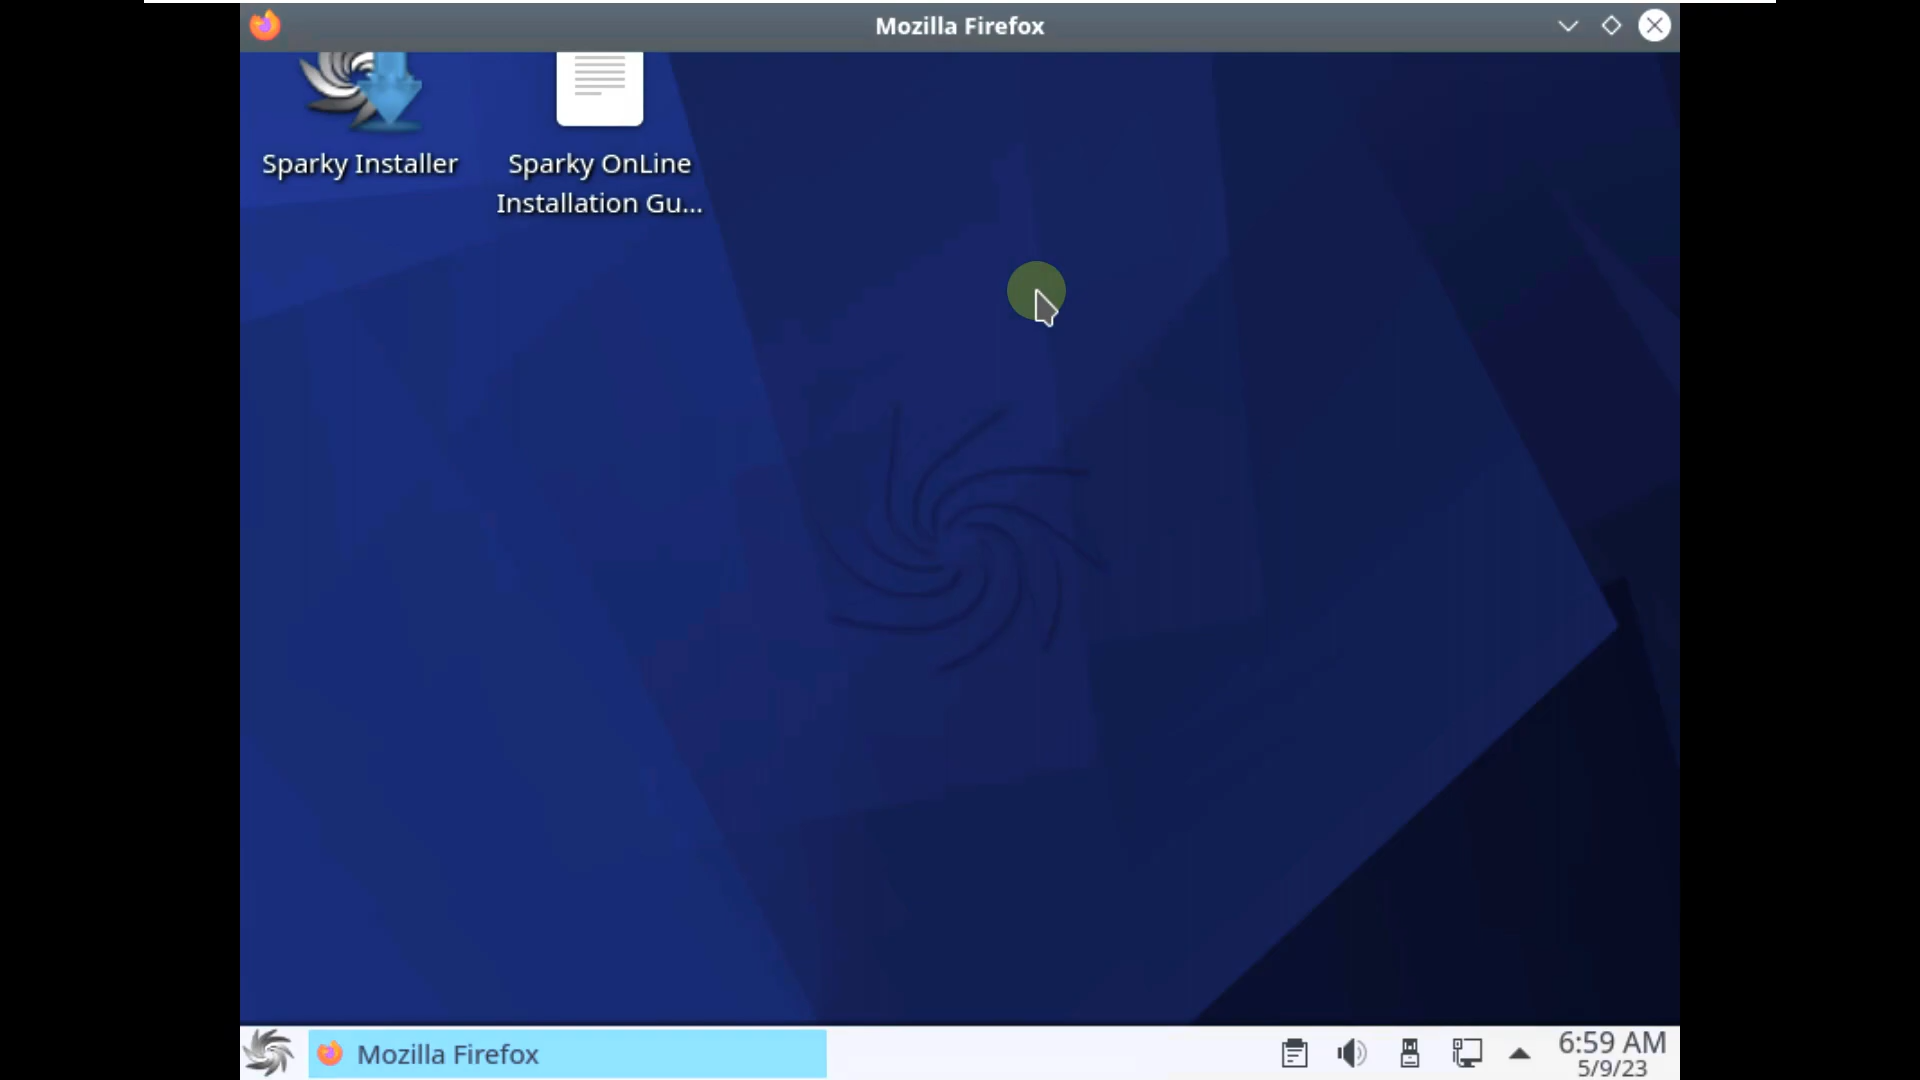 Mozilla Firefox
Sparky Installer
Sparky OnLine
Installation Gu...
Mozilla Firefox
6:59 AM
5/9/23